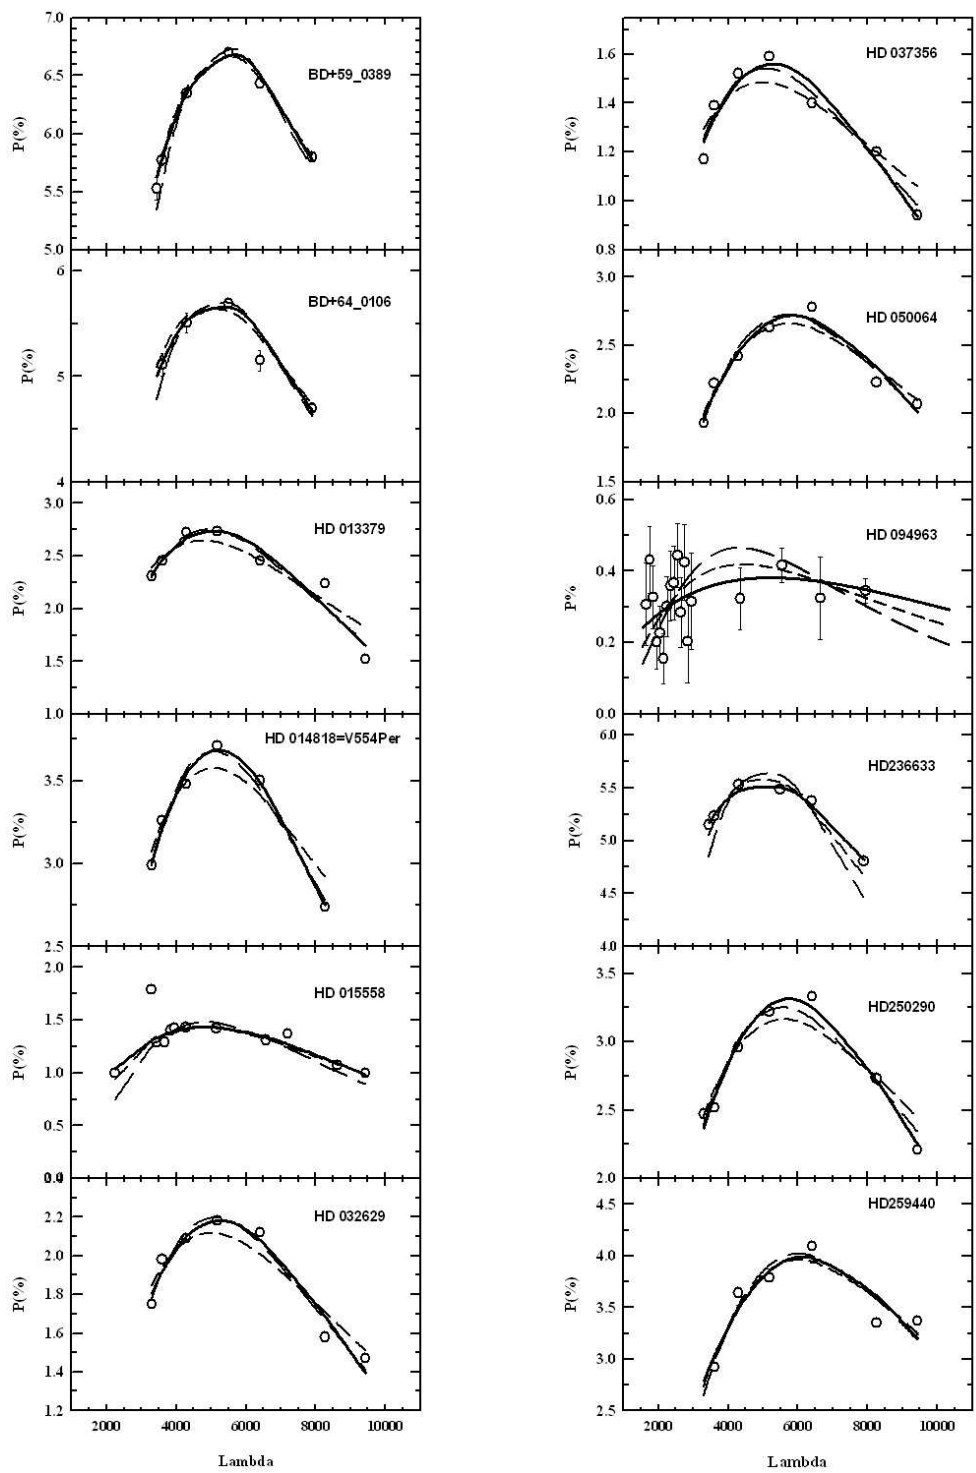 7.0
6.5
6.0
5.5
5.0
P(%)
BD+59_0389
6
5
4
P(%)
BD+64_0106
3.0
2.5
2.0
1.5
1.0
P(%)
HD 013379
3.5
3.0
2.5
P(%)
HD 014818=V554Per
2.0
1.5
1.0
0.5
P(%)
HD 015558
2.2
2.0
1.8
1.6
1.4
1.2
P(%)
HD 032629
2000 4000 6000 8000 10000
Lambda
1.6
1.4
1.2
1.0
0.8
P(%)
HD 037356
3.0
2.5
2.0
1.5
P(%)
HD 050064
0.6
0.4
0.2
0.0
P%
HD 094963
6.0
5.5
5.0
4.5
4.0
P(%)
HD236633
3.5
3.0
2.5
2.0
P(%)
HD250290
4.5
4.0
3.5
3.0
2.5
P(%)
HD259440
2000 4000 6000 8000 10000
Lambda